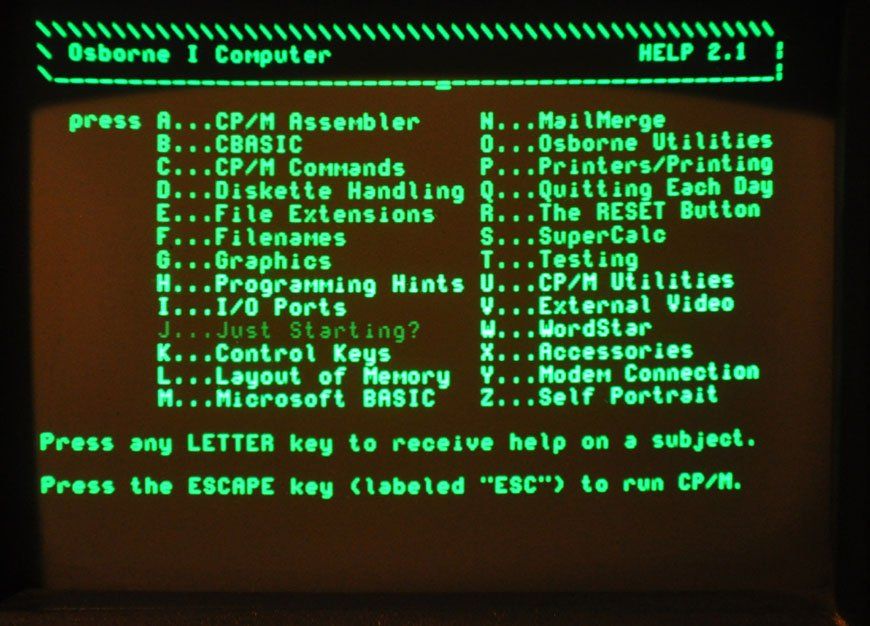 Osborne I Computer HELP 2.1
press A...CP/M Assembler N...MailMerge
B...CBASIC O...Osborne Utilities
C...CP/M Commands P...Printers/Printing
D...Diskette Handling Q...Quitting Each Day
E...File Extensions R...The RESET Button
F...Filenames S...SuperCalc
G...Graphics T...Testing
H...Programming Hints U...CP/M Utilities
I...I/O Ports V...External Video
J...Just Starting? W...WordStar
K...Control Keys X...Accessories
L...Layout of Memory Y...Modem Connection
M...Microsoft BASIC Z...Self Portrait
Press any LETTER key to receive help on a subject.
Press the ESCAPE key (labeled "ESC") to run CP/M.